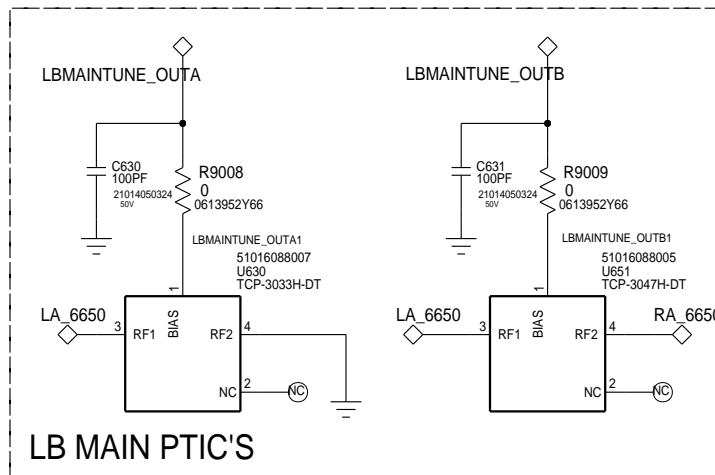 LBMAINTUNE_OUTA
C630
100PF
21014050324
50V
R9008
0
0613952Y66
LBMAINTUNE_OUTA1
51016088007
U630
TCP-3033H-DT
1
LA_6650
3
RF1
BIAS
RF2
4
NC
2
NC
LBMAINTUNE_OUTB
C631
100PF
21014050324
50V
R9009
0
0613952Y66
LBMAINTUNE_OUTB1
51016088005
U651
TCP-3047H-DT
1
LA_6650
3
RF1
BIAS
RF2
4
RA_6650
NC
2
NC
LB MAIN PTIC'S